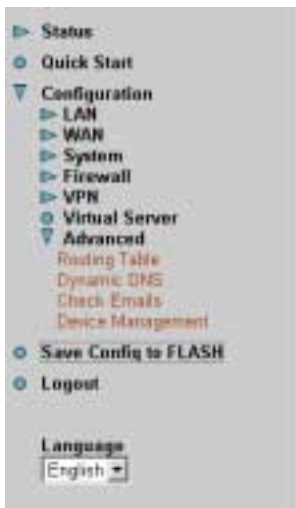 Status
Quick Start
Configuration
LAN
WAN
System
Firewall
VPN
Virtual Server
Advanced
Routing Table
Dynamic DNS
Check Emails
Device Management
Save Config to FLASH
Logout
Language
English